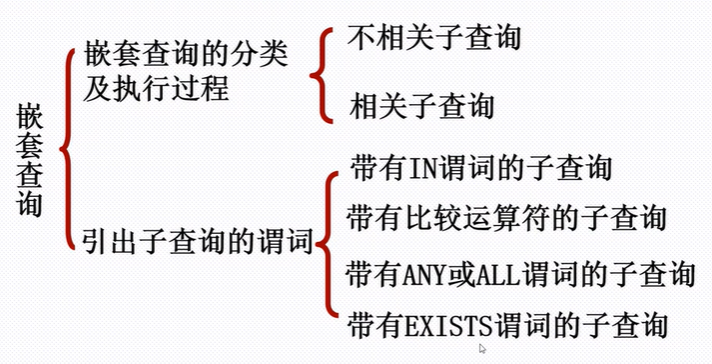 嵌套查询
嵌套查询的分类
及执行过程
不相关子查询
相关子查询
引出子查询的谓词
带有IN谓词的子查询
带有比较运算符的子查询
带有ANY或ALL谓词的子查询
带有EXISTS谓词的子查询